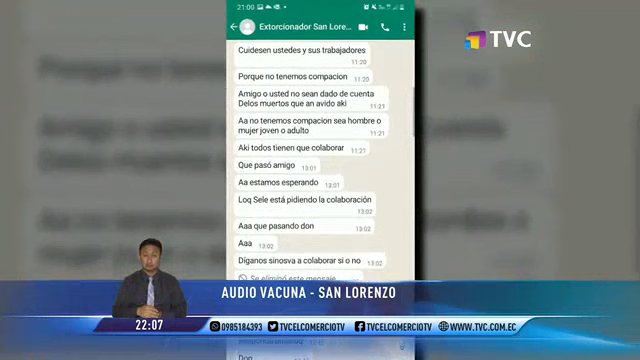 21:00
TVC
Extorcionador San Lore...
Cuidesen ustedes y sus trabajadores
11:20
Porque no tenemos compacion
11:20
Amigo o usted no sean dado de cuenta
Delos muertos que an avido aki
11:21
Aa no tenemos compacion sea hombre o
mujer joven o adulto
11:21
Aki todos tienen que colaborar
11:21
Que pasó amigo
13:01
Aa estamos esperando
13:01
Loq Sele está pidiendo la colaboración
13:02
Aaa que pasando don
13:02
Aaa
13:02
Díganos sinosva a colaborar si o no
13:02
Se eliminó este mensaje
AUDIO VACUNA - SAN LORENZO
22:07
0985184393
TVCELCOMERCIOTV
TVCELCOMERCIOTV
WWW.TVC.COM.EC
Don